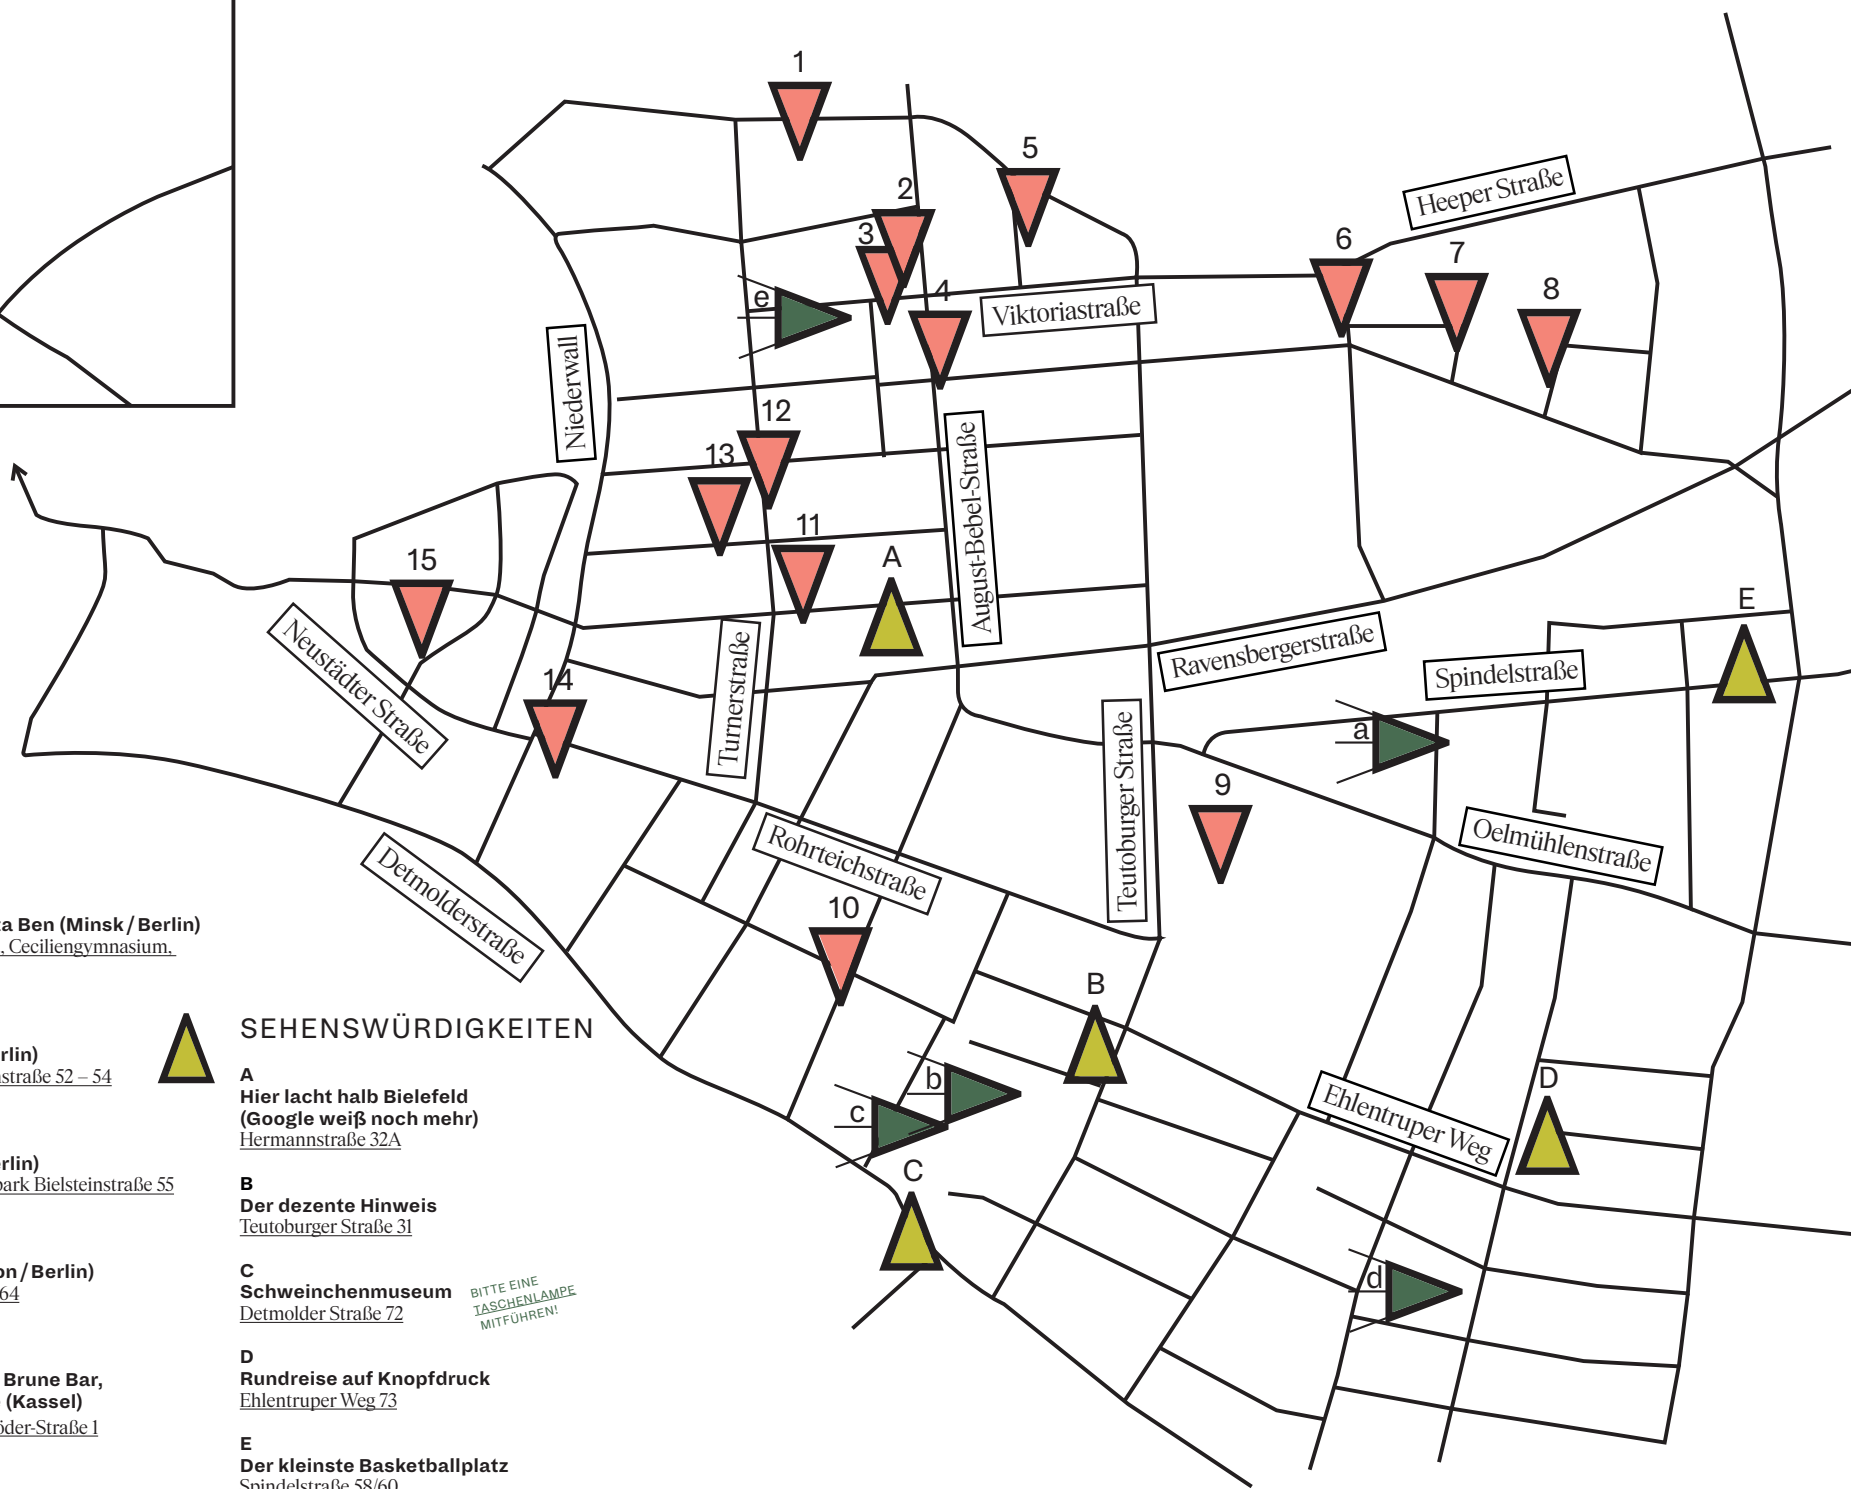 1
5
2
Heeper Straße
3
6
7
e
4
8
Viktoriastraße
Niederwall
12
13
August-Bebel-Straße
11
A
15
E
Neustädter Straße
Turnerstraße
Ravensbergerstraße
Spindelstraße
14
Teutoburger Straße
a
9
Oelmühlenstraße
Detmolderstraße
Rohrteichstraße
10
B
b
c
D
Ehlentruper Weg
C
d
a Ben (Minsk / Berlin)
, Ceciliengymnasium,
rlin)
straße 52 – 54
rlin)
park Bielsteinstraße 55
on / Berlin)
64
Brune Bar,
(Kassel)
öder-Straße 1
SEHENSWÜRDIGKEITEN
A
Hier lacht halb Bielefeld
(Google weiß noch mehr)
Hermannstraße 32A
B
Der dezente Hinweis
Teutoburger Straße 31
C
Schweinchenmuseum
Detmolder Straße 72
BITTE EINE
TASCHENLAMPE
MITFÜHREN!
D
Rundreise auf Knopfdruck
Ehlentruper Weg 73
E
Der kleinste Basketballplatz
Spindelstraße 58/60